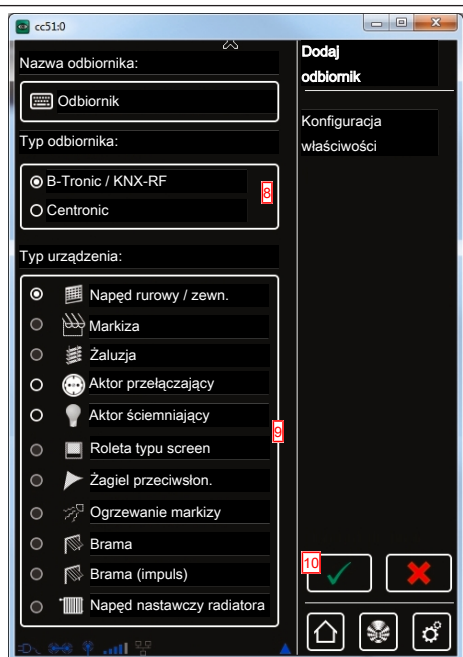 cc51:0
Nazwa odbiornika:
Odbiornik
Typ odbiornika:
B-Tronic / KNX-RF
8
Centronic
Typ urządzenia:
Napęd rurowy / zewn.
Markiza
Żaluzja
Aktor przełączający
Aktor ściemniający
9
Roleta typu screen
Żagiel przeciwsłon.
Ogrzewanie markizy
Brama
Brama (impuls)
Napęd nastawczy radiatora
Dodaj
odbiornik
Konfiguracja
właściwości
10